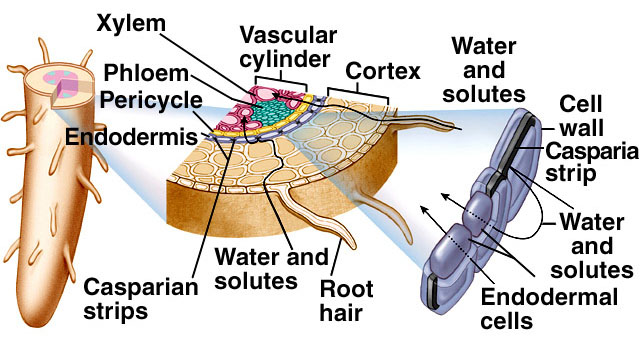 Xylem
Phloem
Pericycle
Endodermis
Vascular
cylinder
Cortex
Water
and
solutes
Cell
wall
Casparia
strip
Water
and
solutes
Endodermal
cells
Root
hair
Water and
solutes
Casparian
strips